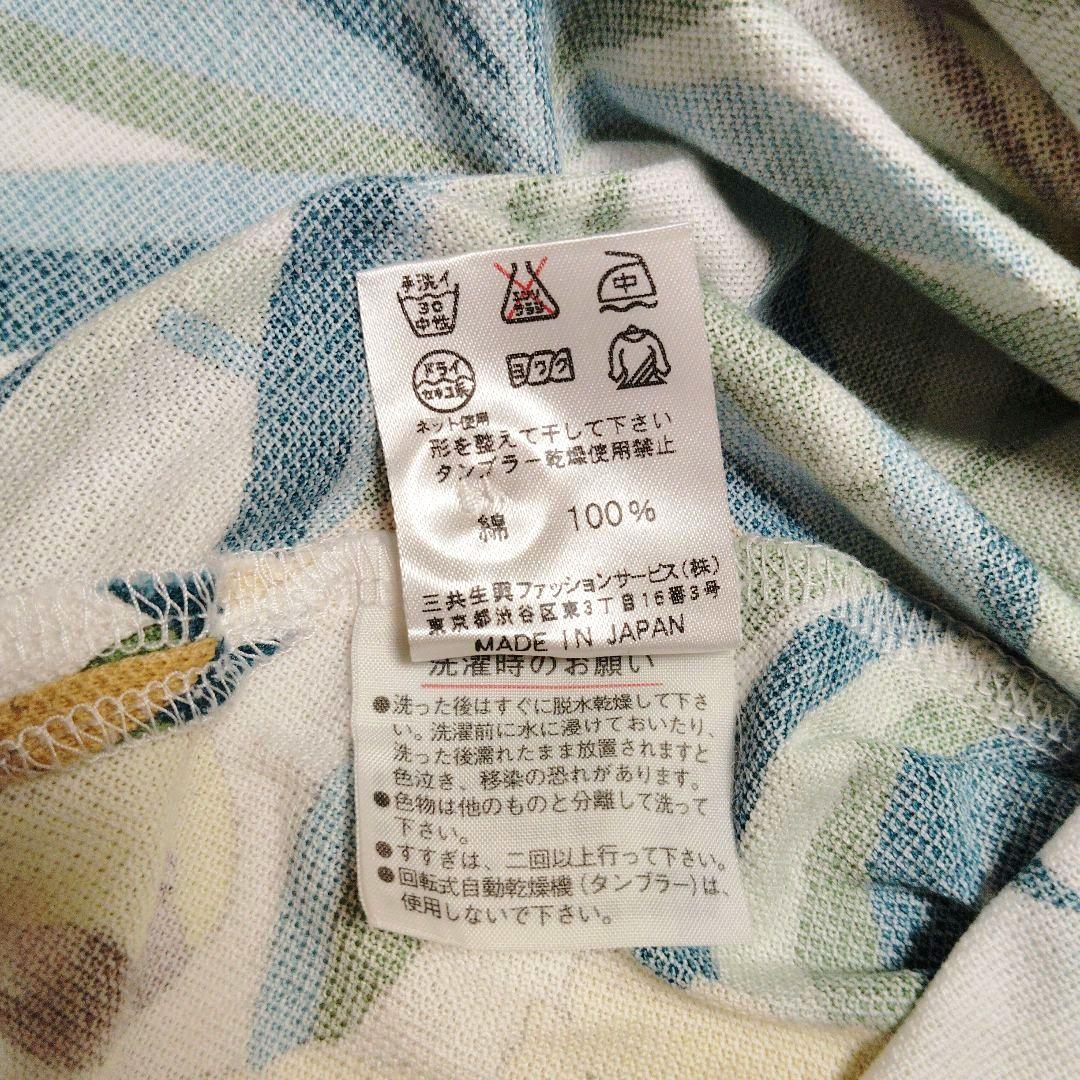 手洗イ
30
中性
エンソ
サラシ
中
ドライ
セキユ系
ヨワク
ネット使用
形を整えて干して下さい
タンブラー乾燥使用禁止
綿 100%
三共生興ファッションサービス(株)
東京都渋谷区東3丁目16番3号
MADE IN JAPAN
洗濯時のお願い
●洗った後はすぐに脱水乾燥して下さ
い。洗濯前に水に浸けておいたり、
洗った後濡れたまま放置されますと
色泣き、移染の恐れがあります。
●色物は他のものと分離して洗って
下さい。
●すすぎは、二回以上行って下さい。
●回転式自動乾燥機(タンブラー)は、
使用しないで下さい。